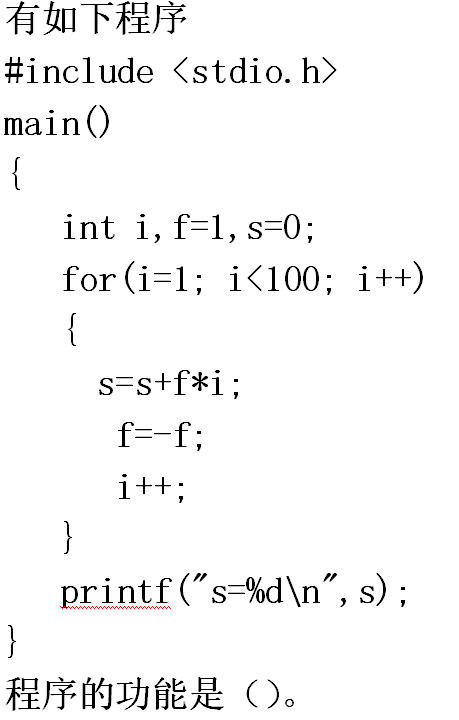 有如下程序
#include <stdio.h>
main()
{
int i,f=1,s=0;
for(i=1; i<100; i++)
{
s=s+f*i;
f=-f;
i++;
}
printf("s=%d\n",s);
}
程序的功能是（）。